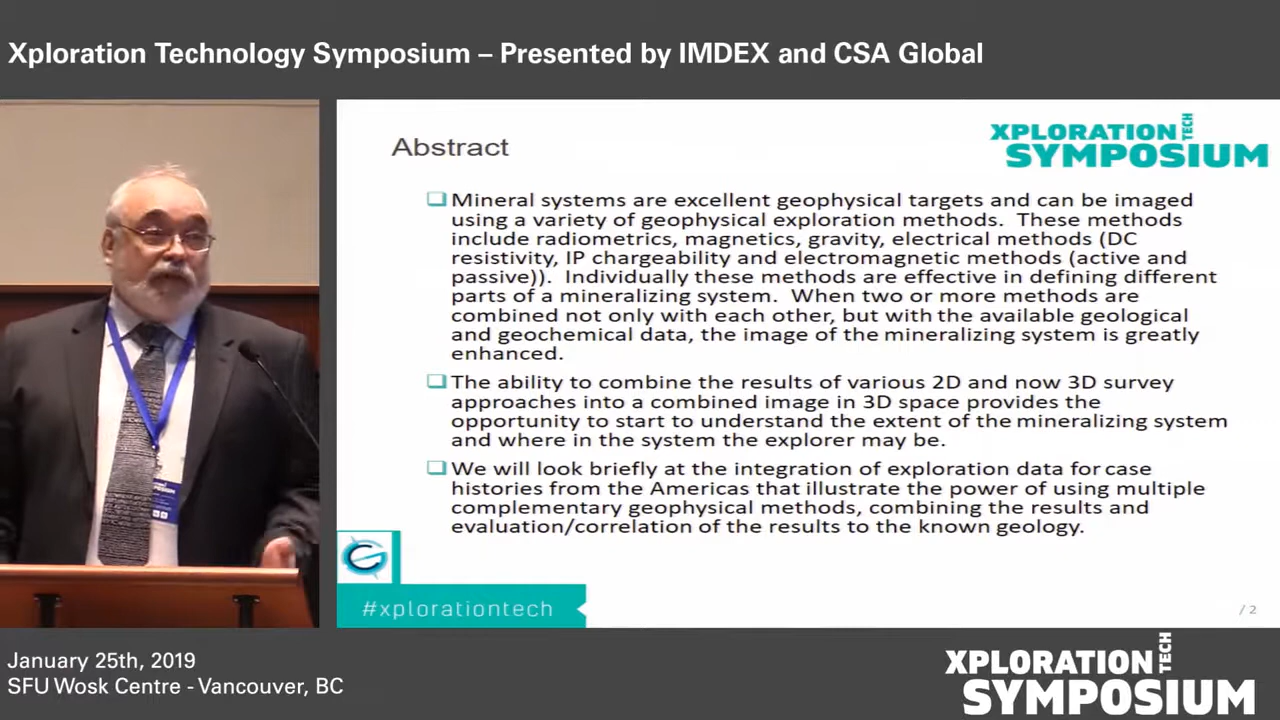 Xploration Technology Symposium – Presented by IMDEX and CSA Global
XPLORATION TECH
SYMPOSIUM
Abstract
Mineral systems are excellent geophysical targets and can be imaged
using a variety of geophysical exploration methods. These methods
include radiometrics, magnetics, gravity, electrical methods (DC
resistivity, IP chargeability and electromagnetic methods (active and
passive)). Individually these methods are effective in defining different
parts of a mineralizing system. When two or more methods are
combined not only with each other, but with the available geological
and geochemical data, the image of the mineralizing system is greatly
enhanced.
The ability to combine the results of various 2D and now 3D survey
approaches into a combined image in 3D space provides the
opportunity to start to understand the extent of the mineralizing system
and where in the system the explorer may be.
We will look briefly at the integration of exploration data for case
histories from the Americas that illustrate the power of using multiple
complementary geophysical methods, combining the results and
evaluation/correlation of the results to the known geology.
#xplorationtech
/ 2
January 25th, 2019
SFU Wosk Centre - Vancouver, BC
XPLORATION TECH
SYMPOSIUM